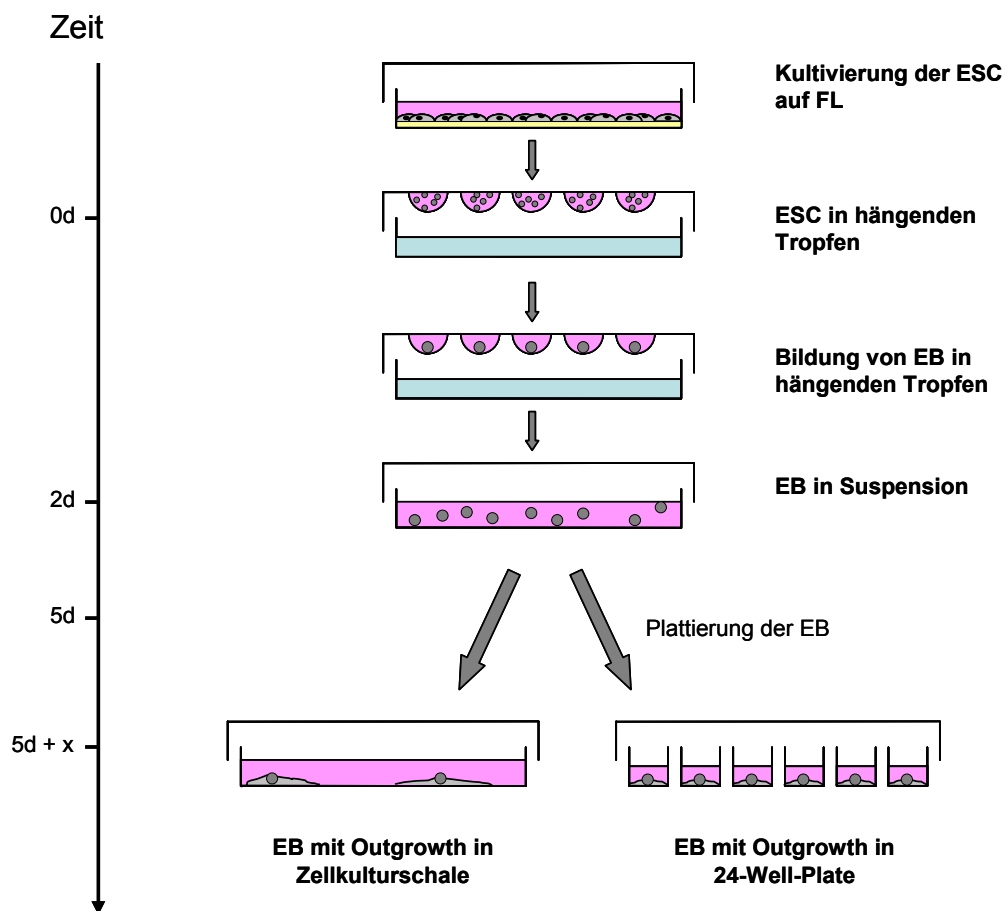 Zeit
Kultivierung der ESC
auf FL
0d
ESC in hängenden
Tropfen
Bildung von EB in
hängenden Tropfen
2d
EB in Suspension
5d
Plattierung der EB
5d + x
EB mit Outgrowth in
Zellkulturschale
EB mit Outgrowth in
24-Well-Plate